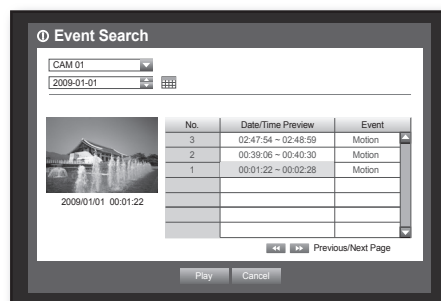 Event Search
CAM 01
2009-01-01
No. Date/Time Preview Event
3 02:47:54 ~ 02:48:59 Motion
2 00:39:06 ~ 00:40:30 Motion
1 00:01:22 ~ 00:02:28 Motion
2009/01/01 00:01:22
Previous/Next Page
Play Cancel